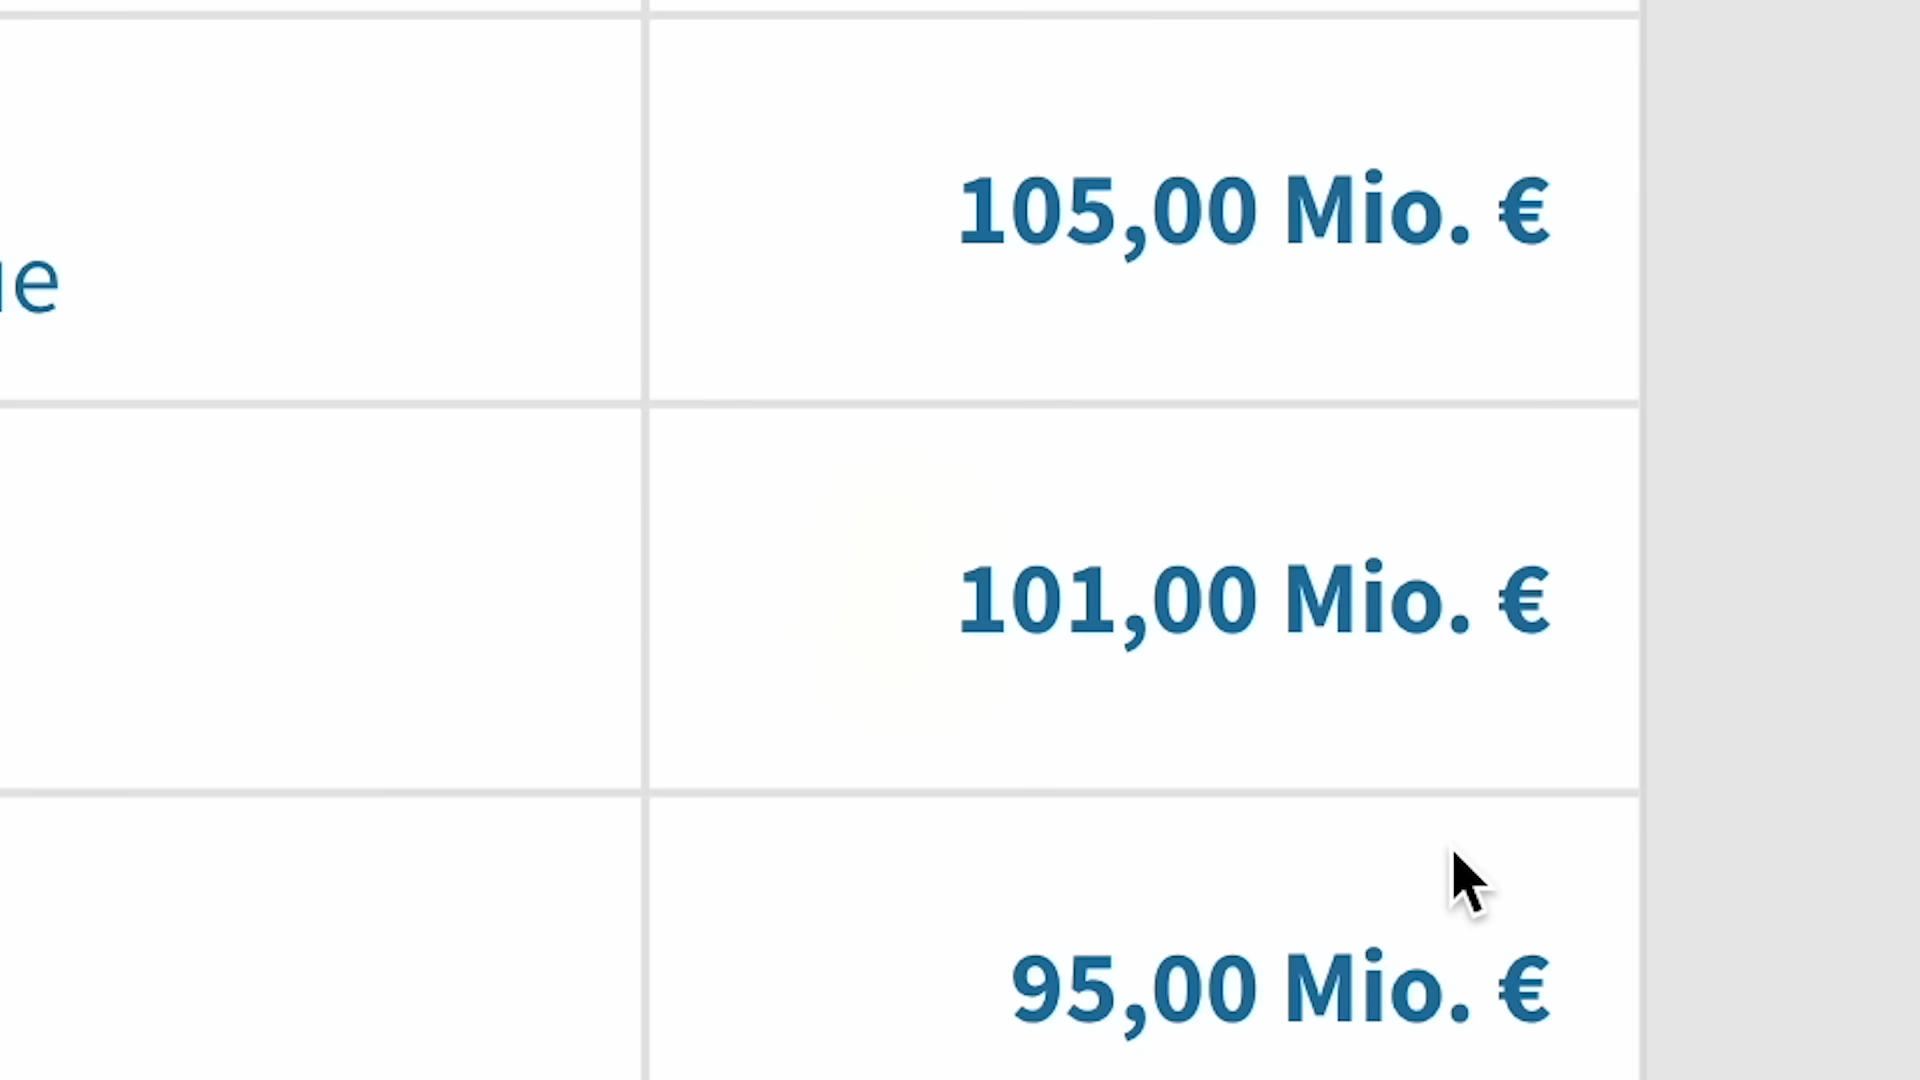 105,00 Mio. €
101,00 Mio. €
95,00 Mio. €